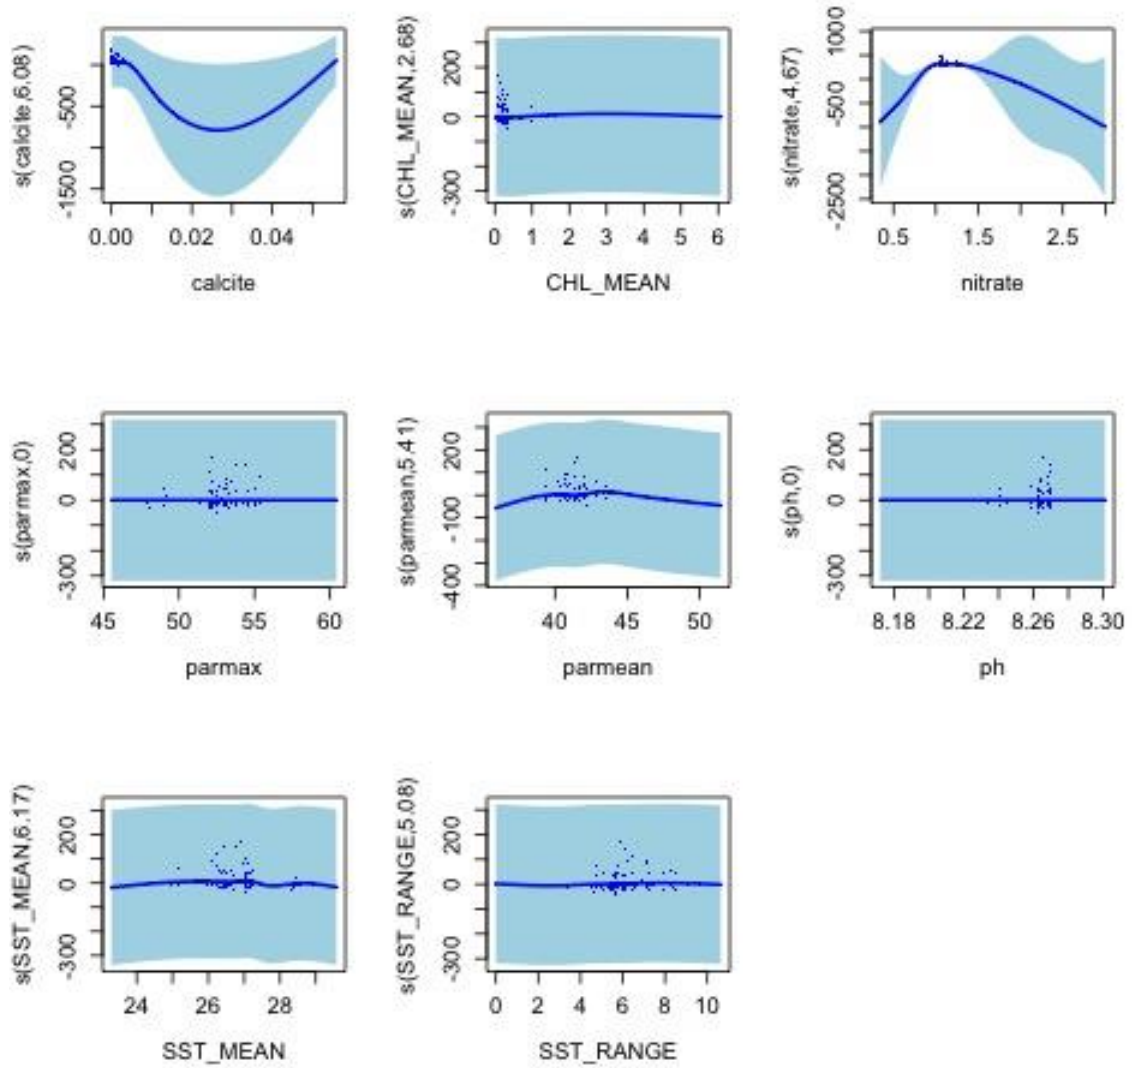 s(calcite,6.08)
-500
-1500
0.00 0.02 0.04
calcite
s(CHL_MEAN,2.68)
200
0
-300
0 1 2 3 4 5 6
CHL_MEAN
s(nitrate,4.67)
1000
-500
-2500
0.5 1.5 2.5
nitrate
s(parmax,0)
200
0
-300
45 50 55 60
parmax
s(parmean,5.41)
200
-100
-400
40 45 50
parmean
s(ph,0)
200
0
-300
8.18 8.22 8.26 8.30
ph
s(SST_MEAN,6.17)
200
0
-300
24 26 28
SST_MEAN
s(SST_RANGE,5.08)
200
0
-300
0 2 4 6 8 10
SST_RANGE